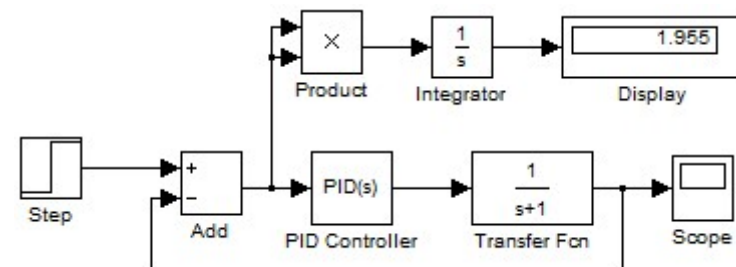 ×
1
s
1.955
Product
Integrator
Display
+
−
PID(s)
1
s+1
Step
Add
PID Controller
Transfer Fcn
Scope